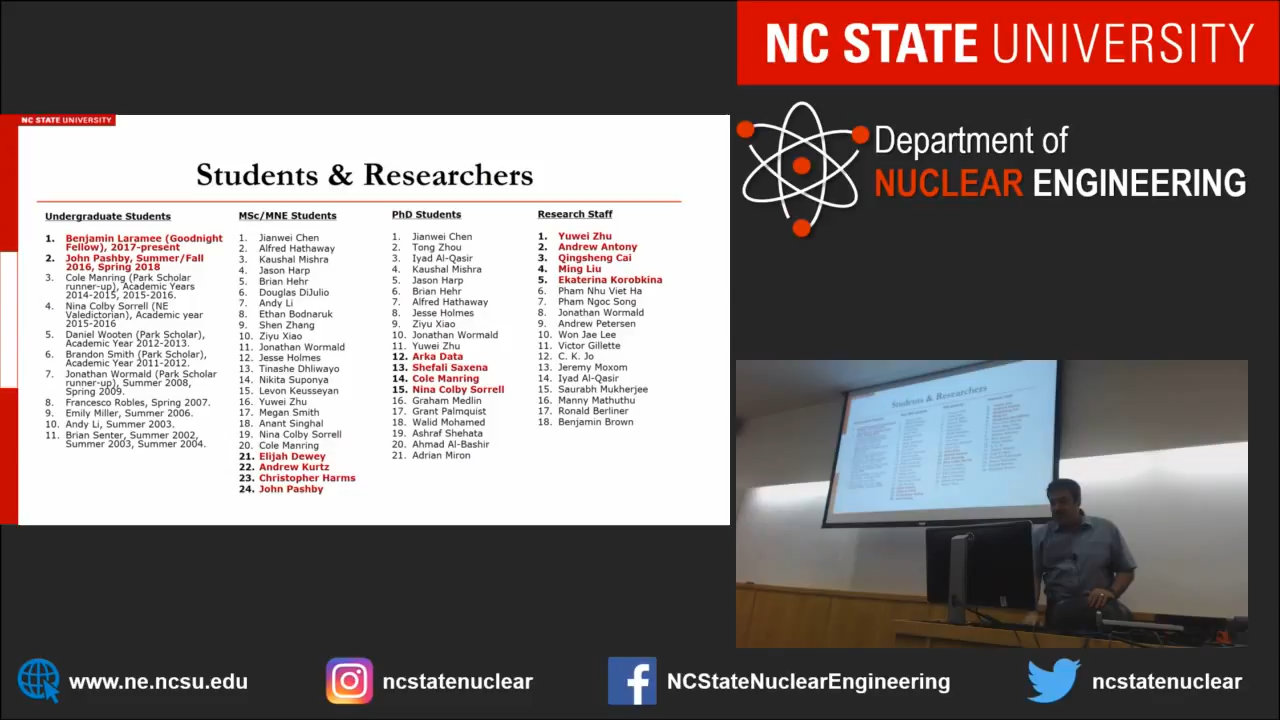 NC STATE UNIVERSITY
Department of
NUCLEAR ENGINEERING
NC STATE UNIVERSITY
Students & Researchers
Undergraduate Students
1. Benjamin Laramee (Goodnight
Fellow), 2017-present
2. John Pashby, Summer/Fall
2016, Spring 2018
3. Cole Manring (Park Scholar
runner-up), Academic Years
2014-2015, 2015-2016.
4. Nina Colby Sorrell (NE
Valedictorian), Academic year
2015-2016
5. Daniel Wooten (Park Scholar),
Academic Year 2012-2013.
6. Brandon Smith (Park Scholar),
Academic Year 2011-2012.
7. Jonathan Wormald (Park Scholar
runner-up), Summer 2008,
Spring 2009.
8. Francesco Robles, Spring 2007.
9. Emily Miller, Summer 2006.
10. Andy Li, Summer 2003.
11. Brian Senter, Summer 2002,
Summer 2003, Summer 2004.
MSc/MNE Students
1. Jianwei Chen
2. Alfred Hathaway
3. Kaushal Mishra
4. Jason Harp
5. Brian Hehr
6. Douglas DiJulio
7. Andy Li
8. Ethan Bodnaruk
9. Shen Zhang
10. Ziyu Xiao
11. Jonathan Wormald
12. Jesse Holmes
13. Tinashe Dhliwayo
14. Nikita Suponya
15. Levon Keusseyan
16. Yuwei Zhu
17. Megan Smith
18. Anant Singhal
19. Nina Colby Sorrell
20. Cole Manring
21. Elijah Dewey
22. Andrew Kurtz
23. Christopher Harms
24. John Pashby
PhD Students
1. Jianwei Chen
2. Tong Zhou
3. Iyad Al-Qasir
4. Kaushal Mishra
5. Jason Harp
6. Brian Hehr
7. Alfred Hathaway
8. Jesse Holmes
9. Ziyu Xiao
10. Jonathan Wormald
11. Yuwei Zhu
12. Arka Data
13. Shefali Saxena
14. Cole Manring
15. Nina Colby Sorrell
16. Graham Medlin
17. Grant Palmquist
18. Walid Mohamed
19. Ashraf Shehata
20. Ahmad Al-Bashir
21. Adrian Miron
Research Staff
1. Yuwei Zhu
2. Andrew Antony
3. Qingsheng Cai
4. Ming Liu
5. Ekaterina Korobkina
6. Pham Nhu Viet Ha
7. Pham Ngoc Song
8. Jonathan Wormald
9. Andrew Petersen
10. Won Jae Lee
11. Victor Gillette
12. C. K. Jo
13. Jeremy Moxom
14. Iyad Al-Qasir
15. Saurabh Mukherjee
16. Manny Mathuthu
17. Ronald Berliner
18. Benjamin Brown
Students & Researchers
www.ne.ncsu.edu
ncstatenuclear
NCStateNuclearEngineering
ncstatenuclear